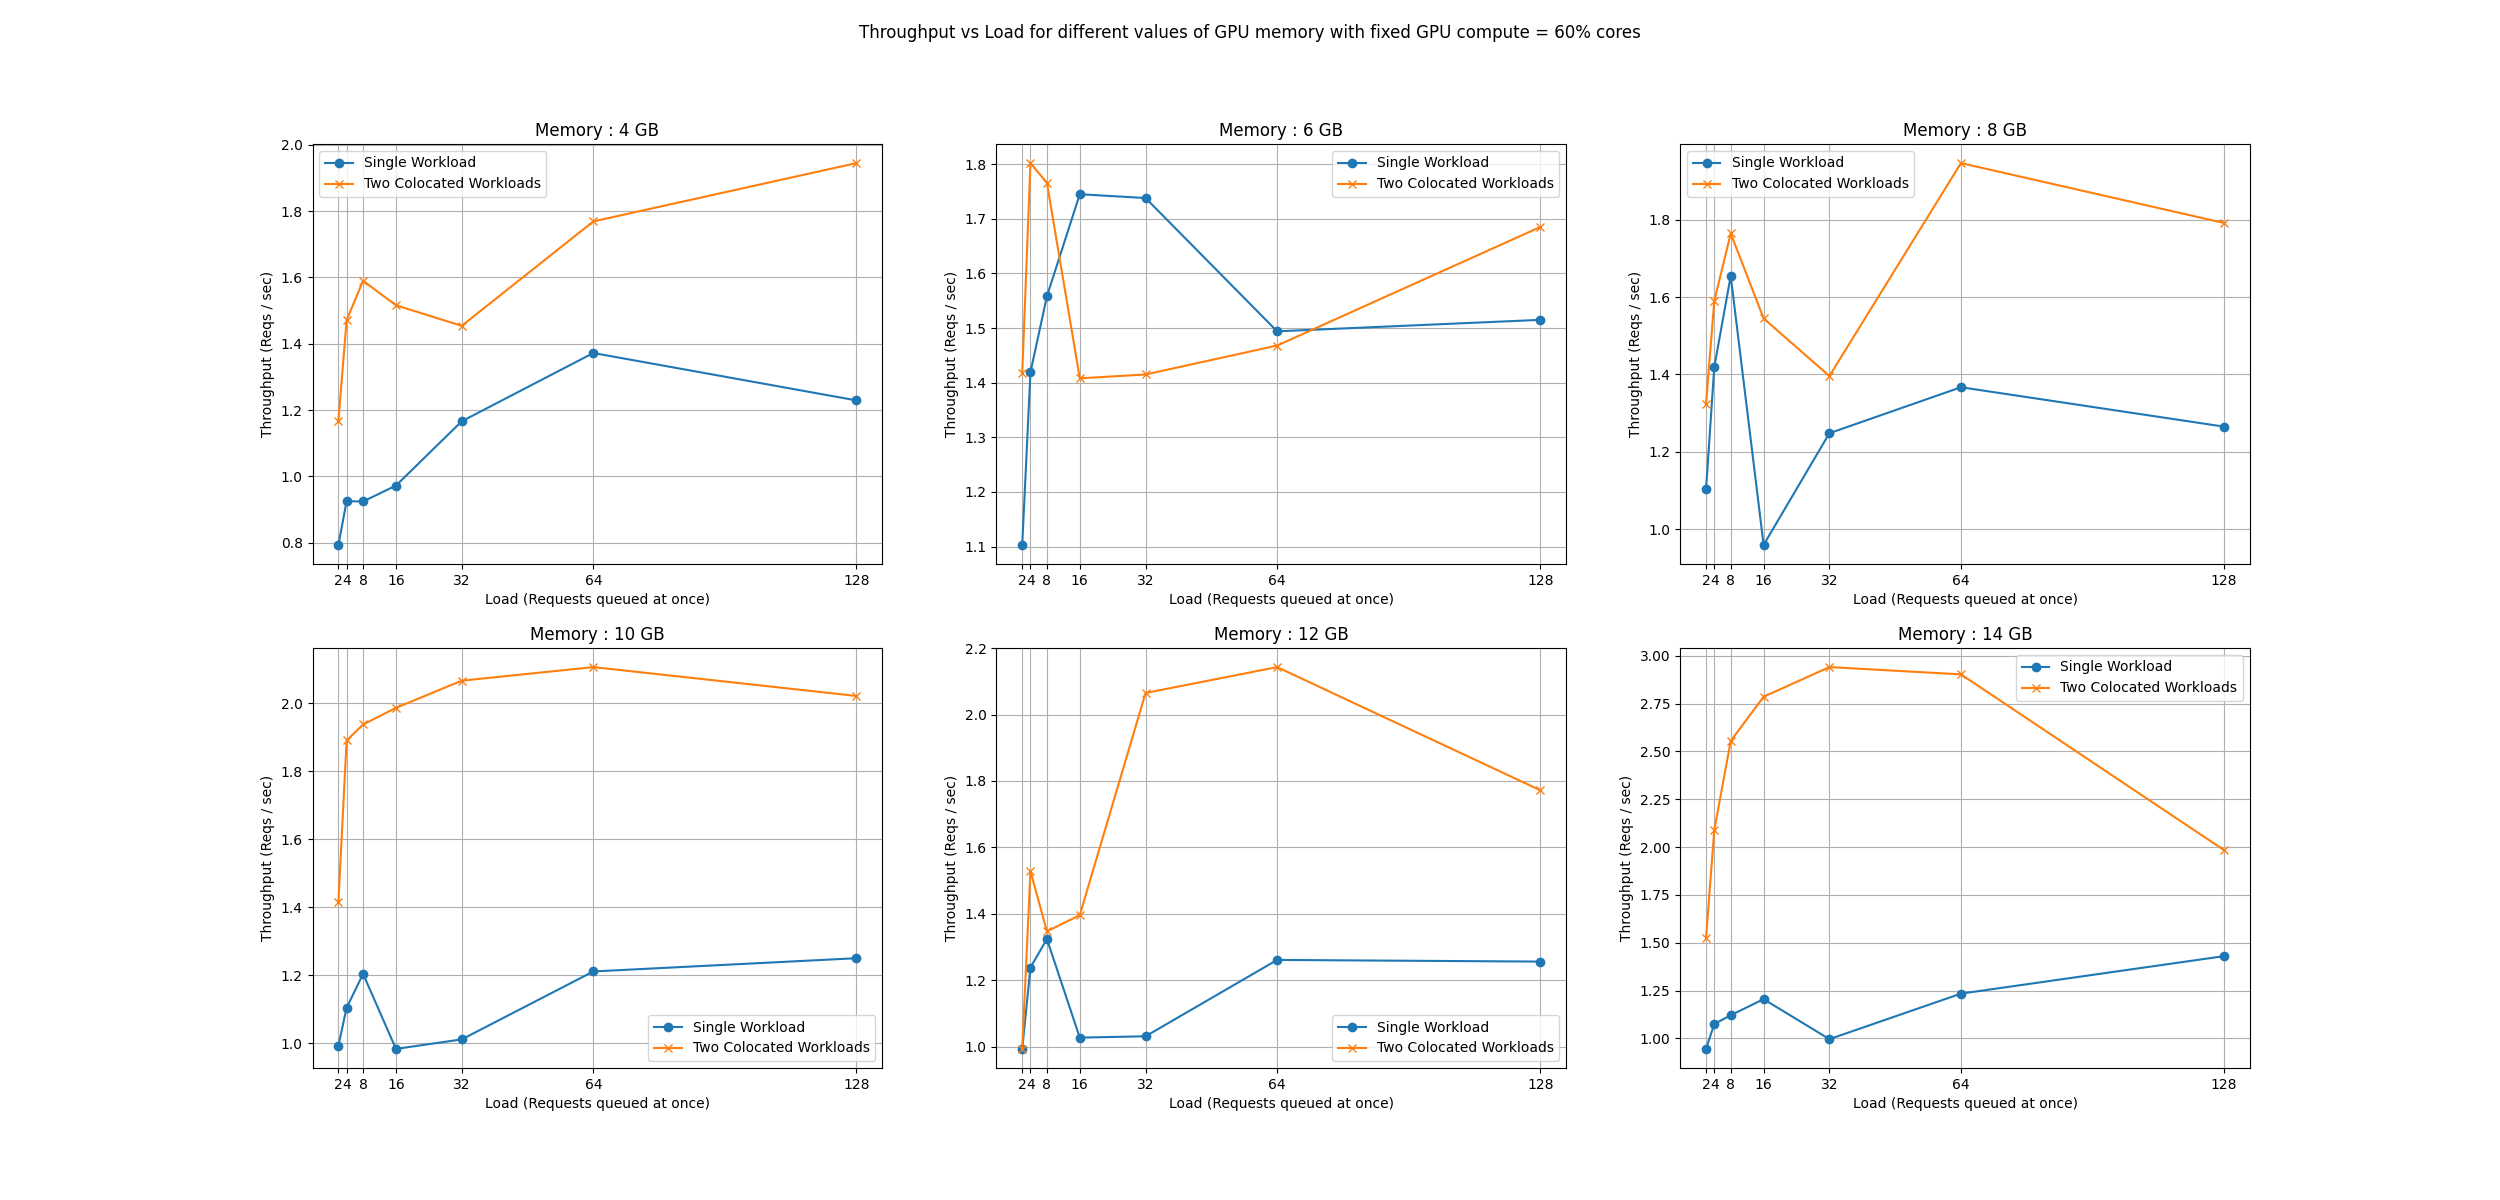 Throughput vs Load for different values of GPU memory with fixed GPU compute = 60% cores
Memory : 4 GB
Single Workload
Two Colocated Workloads
Throughput (Reqs / sec)
2.0
1.8
1.6
1.4
1.2
1.0
0.8
2 4 8 16 32 64 128
Load (Requests queued at once)
Memory : 6 GB
Single Workload
Two Colocated Workloads
Throughput (Reqs / sec)
1.8
1.7
1.6
1.5
1.4
1.3
1.2
1.1
2 4 8 16 32 64 128
Load (Requests queued at once)
Memory : 8 GB
Single Workload
Two Colocated Workloads
Throughput (Reqs / sec)
1.8
1.6
1.4
1.2
1.0
2 4 8 16 32 64 128
Load (Requests queued at once)
Memory : 10 GB
Throughput (Reqs / sec)
2.0
1.8
1.6
1.4
1.2
1.0
Single Workload
Two Colocated Workloads
2 4 8 16 32 64 128
Load (Requests queued at once)
Memory : 12 GB
Throughput (Reqs / sec)
2.2
2.0
1.8
1.6
1.4
1.2
1.0
Single Workload
Two Colocated Workloads
2 4 8 16 32 64 128
Load (Requests queued at once)
Memory : 14 GB
Single Workload
Two Colocated Workloads
Throughput (Reqs / sec)
3.00
2.75
2.50
2.25
2.00
1.75
1.50
1.25
1.00
2 4 8 16 32 64 128
Load (Requests queued at once)